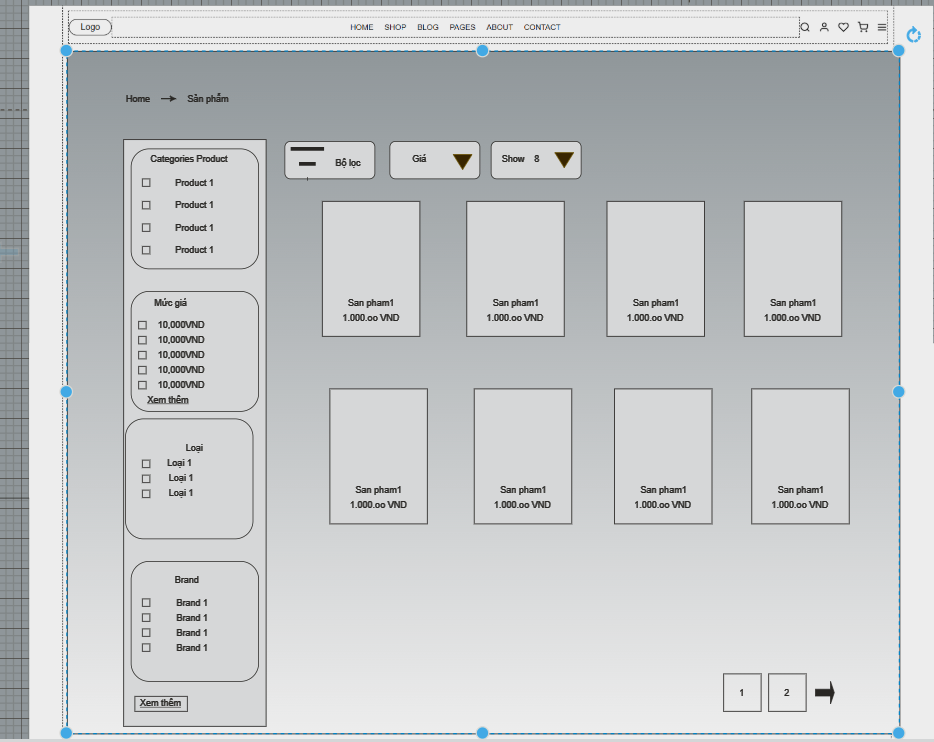 Logo
HOME SHOP BLOG PAGES ABOUT CONTACT
Home Sản phẩm
Categories Product
Product 1
Product 1
Product 1
Product 1
Mức giá
10,000VND
10,000VND
10,000VND
10,000VND
10,000VND
Xem thêm
Loại
Loại 1
Loại 1
Loại 1
Brand
Brand 1
Brand 1
Brand 1
Brand 1
Xem thêm
Bộ lọc
Giá
Show 8
San pham1
1.000.oo VND
San pham1
1.000.oo VND
San pham1
1.000.oo VND
San pham1
1.000.oo VND
San pham1
1.000.oo VND
San pham1
1.000.oo VND
San pham1
1.000.oo VND
San pham1
1.000.oo VND
1
2